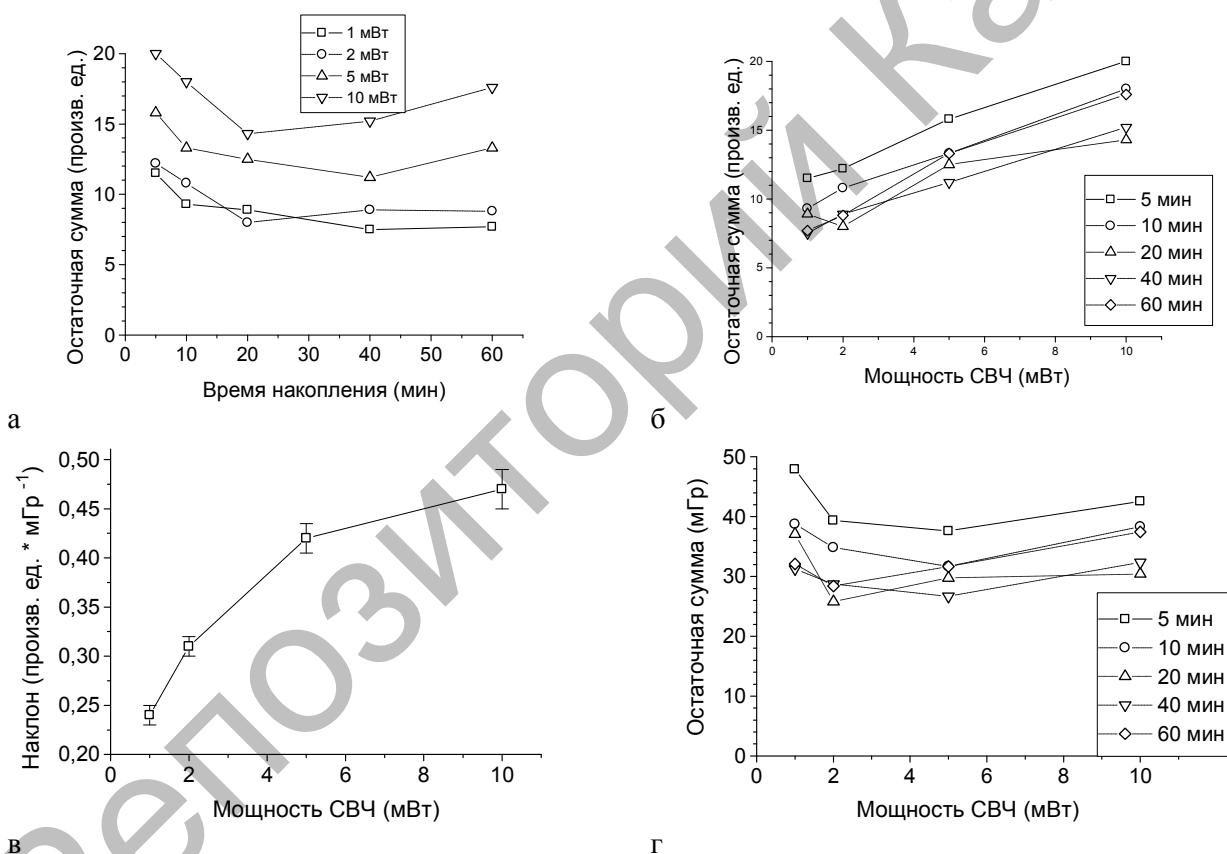 1 мВт
2 мВт
5 мВт
10 мВт
20
15
10
5
0
0 10 20 30 40 50 60
Остаточная сумма (произв. ед.)
Время накопления (мин)
а
20
15
10
5
0
0 2 4 6 8 10
Остаточная сумма (произв. ед.)
Мощность СВЧ (мВт)
5 мин
10 мин
20 мин
40 мин
60 мин
б
0,50
0,45
0,40
0,35
0,30
0,25
0,20
0 2 4 6 8 10
Наклон (произв. ед. * мГр -1)
Мощность СВЧ (мВт)
в
50
40
30
20
10
0
0 2 4 6 8 10
Остаточная сумма (мГр)
Мощность СВЧ (мВт)
5 мин
10 мин
20 мин
40 мин
60 мин
г
Репозиторий Ка